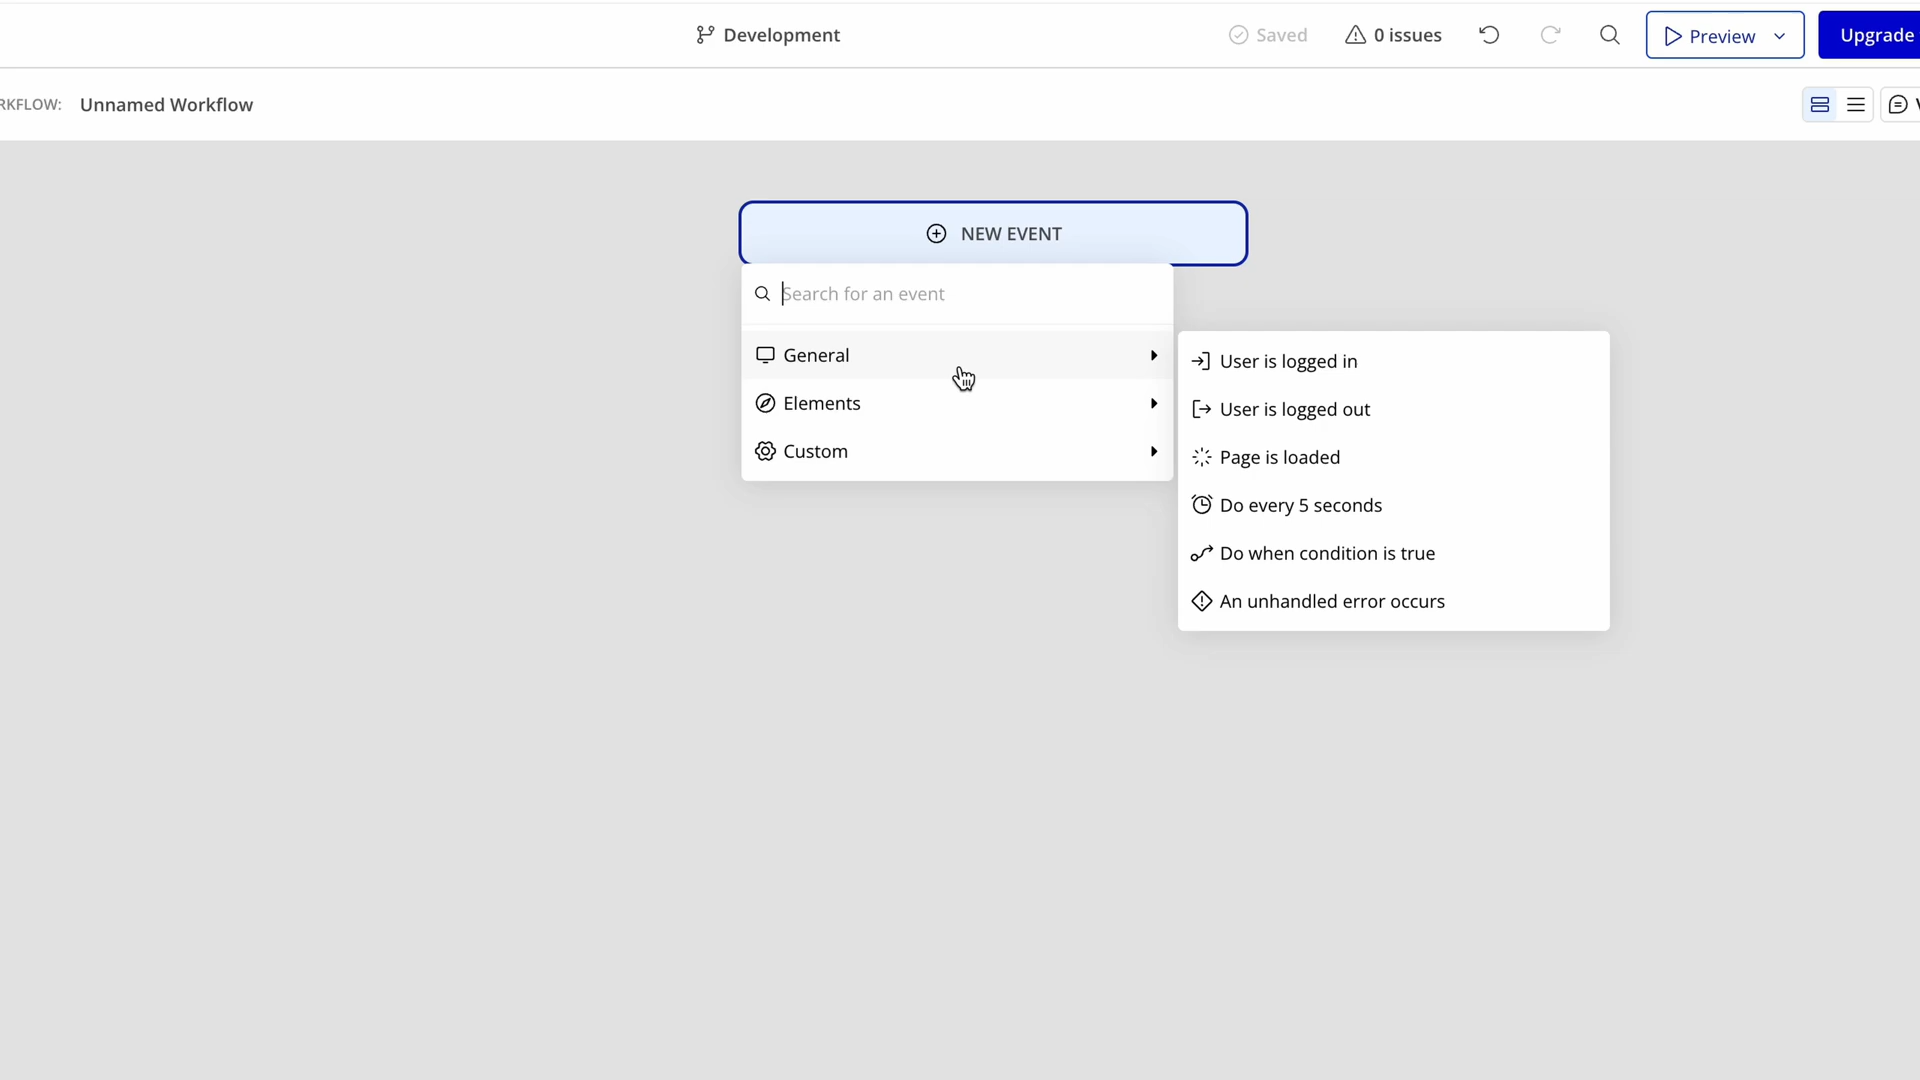 Development
Saved
0 issues
Preview
Upgrade
RKFLOW: Unnamed Workflow
NEW EVENT
Search for an event
General
Elements
Custom
User is logged in
User is logged out
Page is loaded
Do every 5 seconds
Do when condition is true
An unhandled error occurs